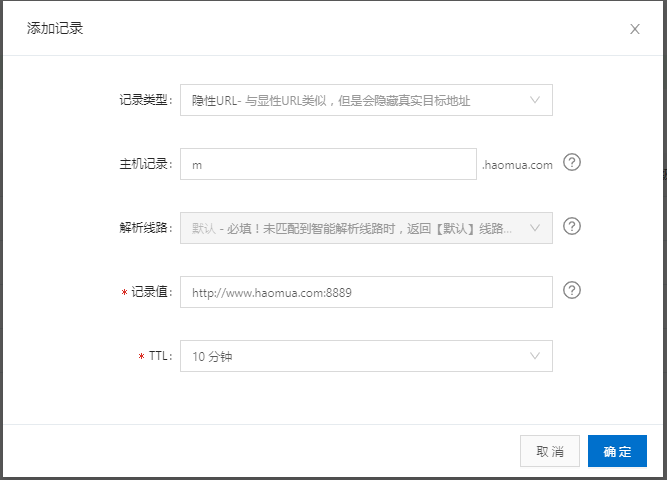 添加记录
记录类型:
隐性URL- 与显性URL类似，但是会隐藏真实目标地址
主机记录:
m
.haomua.com
?
解析线路:
默认 - 必填！未匹配到智能解析线路时，返回【默认】线路...
?
* 记录值:
http://www.haomua.com:8889
?
* TTL:
10 分钟
取消 确定